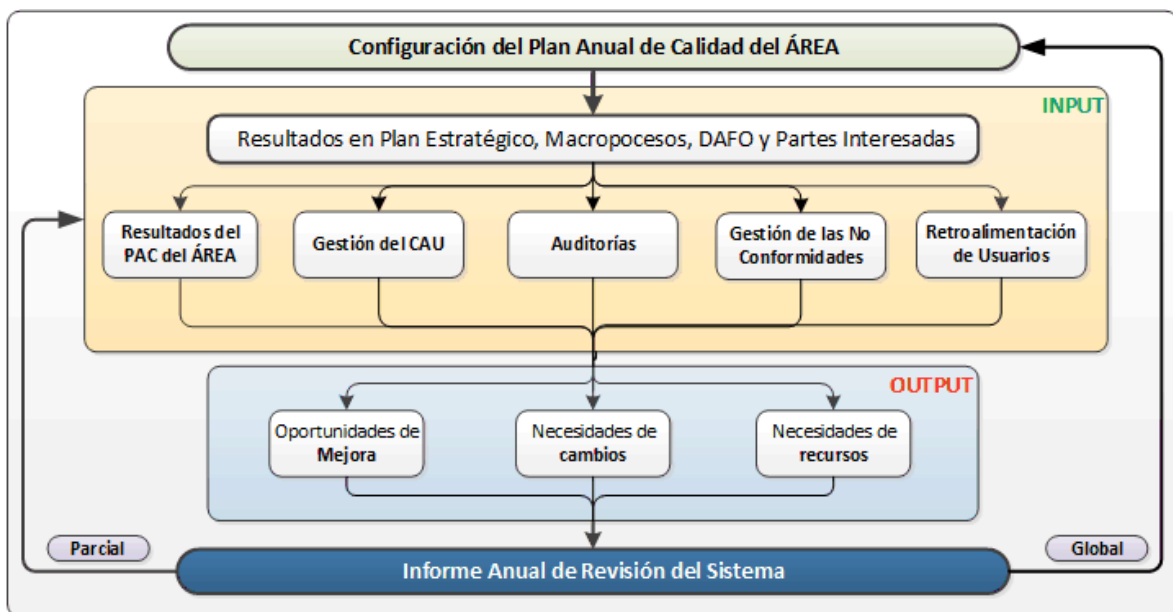 Configuración del Plan Anual de Calidad del ÁREA
INPUT
Resultados en Plan Estratégico, Macropocesos, DAFO y Partes Interesadas
Resultados del
PAC del ÁREA
Gestión del CAU
Auditorías
Gestión de las No
Conformidades
Retroalimentación
de Usuarios
OUTPUT
Oportunidades de
Mejora
Necesidades de
cambios
Necesidades de
recursos
Parcial
Global
Informe Anual de Revisión del Sistema